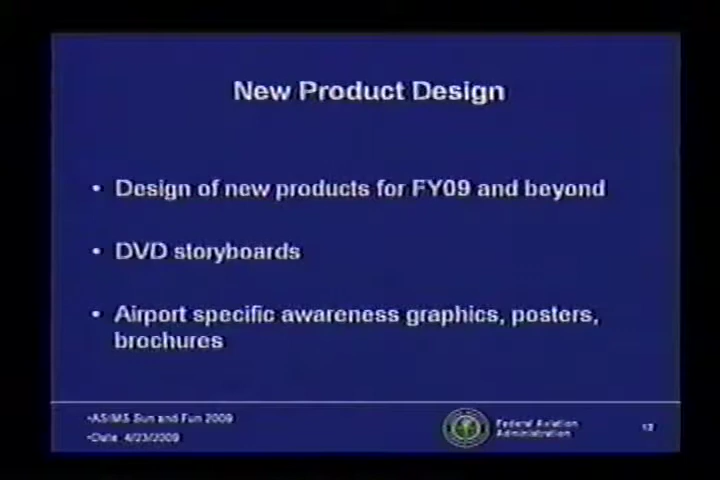 New Product Design
• Design of new products for FY09 and beyond
• DVD storyboards
• Airport specific awareness graphics, posters,
brochures
•ASIMS Sun and Fun 2009
•Date: 4/23/2009
Federal Aviation
Administration